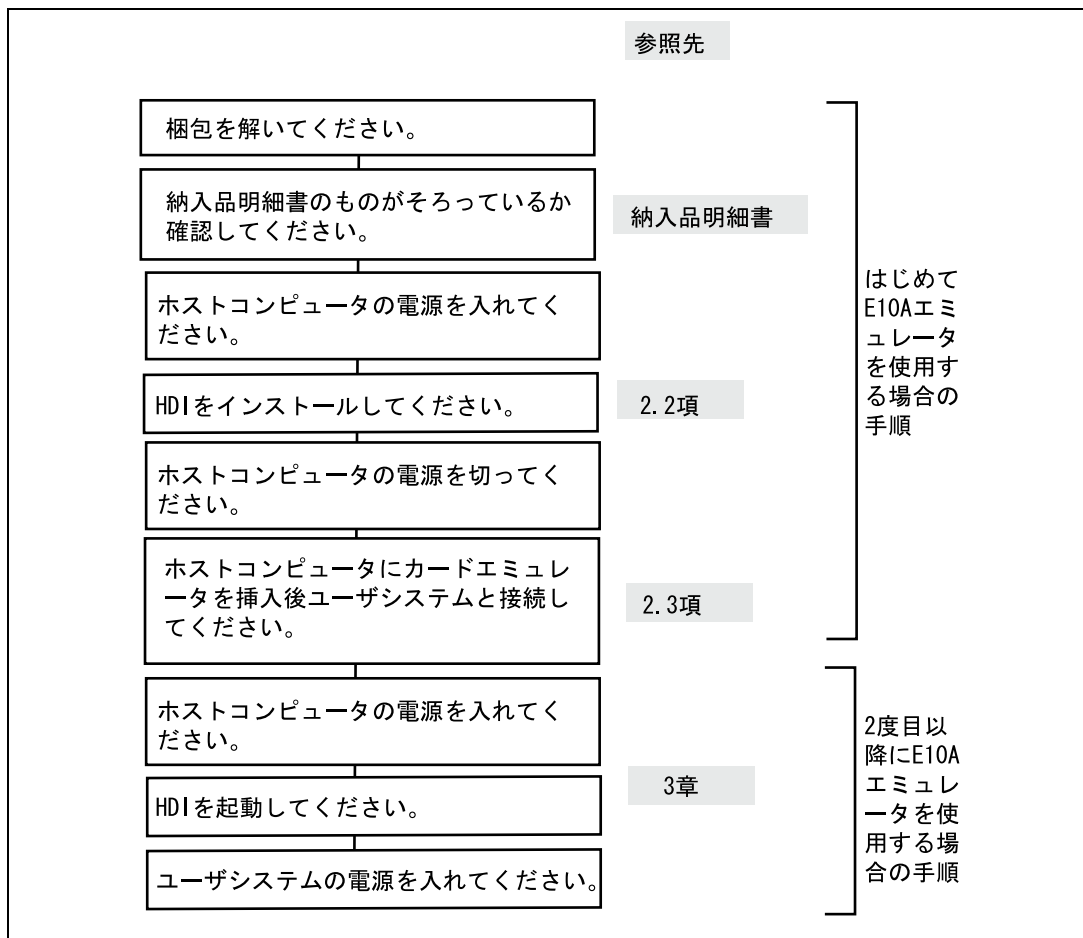 参照先
梱包を解いてください。
納入品明細書のものがそろっているか
確認してください。
納入品明細書
ホストコンピュータの電源を入れてく
ださい。
HDIをインストールしてください。
2.2項
ホストコンピュータの電源を切ってく
ださい。
ホストコンピュータにカードエミュレ
ータを挿入後ユーザシステムと接続し
てください。
2.3項
はじめて
E10Aエミ
ュレータ
を使用す
る場合の
手順
ホストコンピュータの電源を入れてく
ださい。
HDIを起動してください。
3章
ユーザシステムの電源を入れてください。
2度目以
降にE10A
エミュレ
ータを使
用する場
合の手順